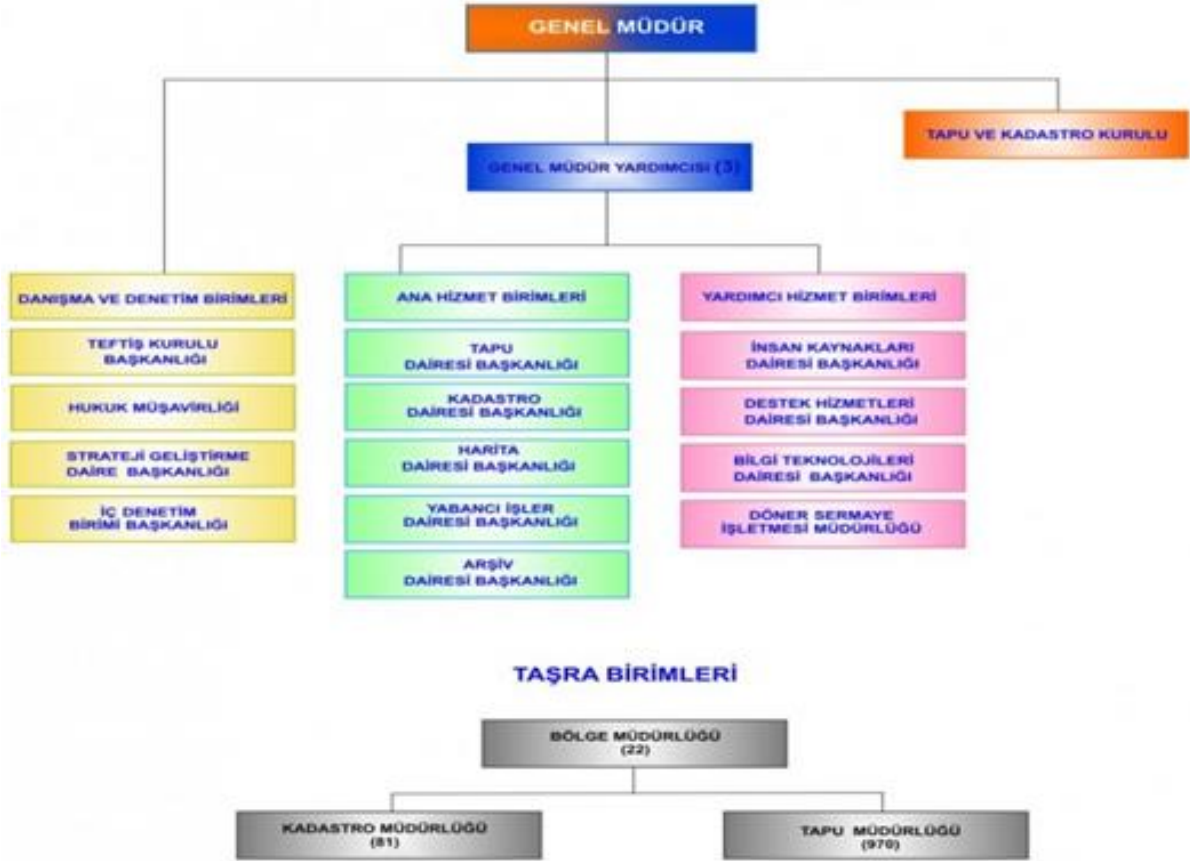 GENEL MÜDÜR
TAPU VE KADASTRO KURULU
GENEL MÜDÜR YARDIMCISI (3)
DANIŞMA VE DENETİM BİRİMLERİ
TEFTİŞ KURULU
BAŞKANLIĞI
HUKUK MÜŞAVİRLİĞİ
STRATEJİ GELİŞTİRME
DAİRE BAŞKANLIĞI
İÇ DENETİM
BİRİMİ BAŞKANLIĞI
ANA HİZMET BİRİMLERİ
TAPU
DAİRESİ BAŞKANLIĞI
KADASTRO
DAİRESİ BAŞKANLIĞI
HARİTA
DAİRESİ BAŞKANLIĞI
YABANCI İŞLER
DAİRESİ BAŞKANLIĞI
ARŞİV
DAİRESİ BAŞKANLIĞI
YARDIMCI HİZMET BİRİMLERİ
İNSAN KAYNAKLARI
DAİRESİ BAŞKANLIĞI
DESTEK HİZMETLERİ
DAİRESİ BAŞKANLIĞI
BİLGİ TEKNOLOJİLERİ
DAİRESİ BAŞKANLIĞI
DÖNER SERMAYE
İŞLETMESİ MÜDÜRLÜĞÜ
TAŞRA BİRİMLERİ
BÖLGE MÜDÜRLÜĞÜ
(22)
KADASTRO MÜDÜRLÜĞÜ
(81)
TAPU MÜDÜRLÜĞÜ
(970)